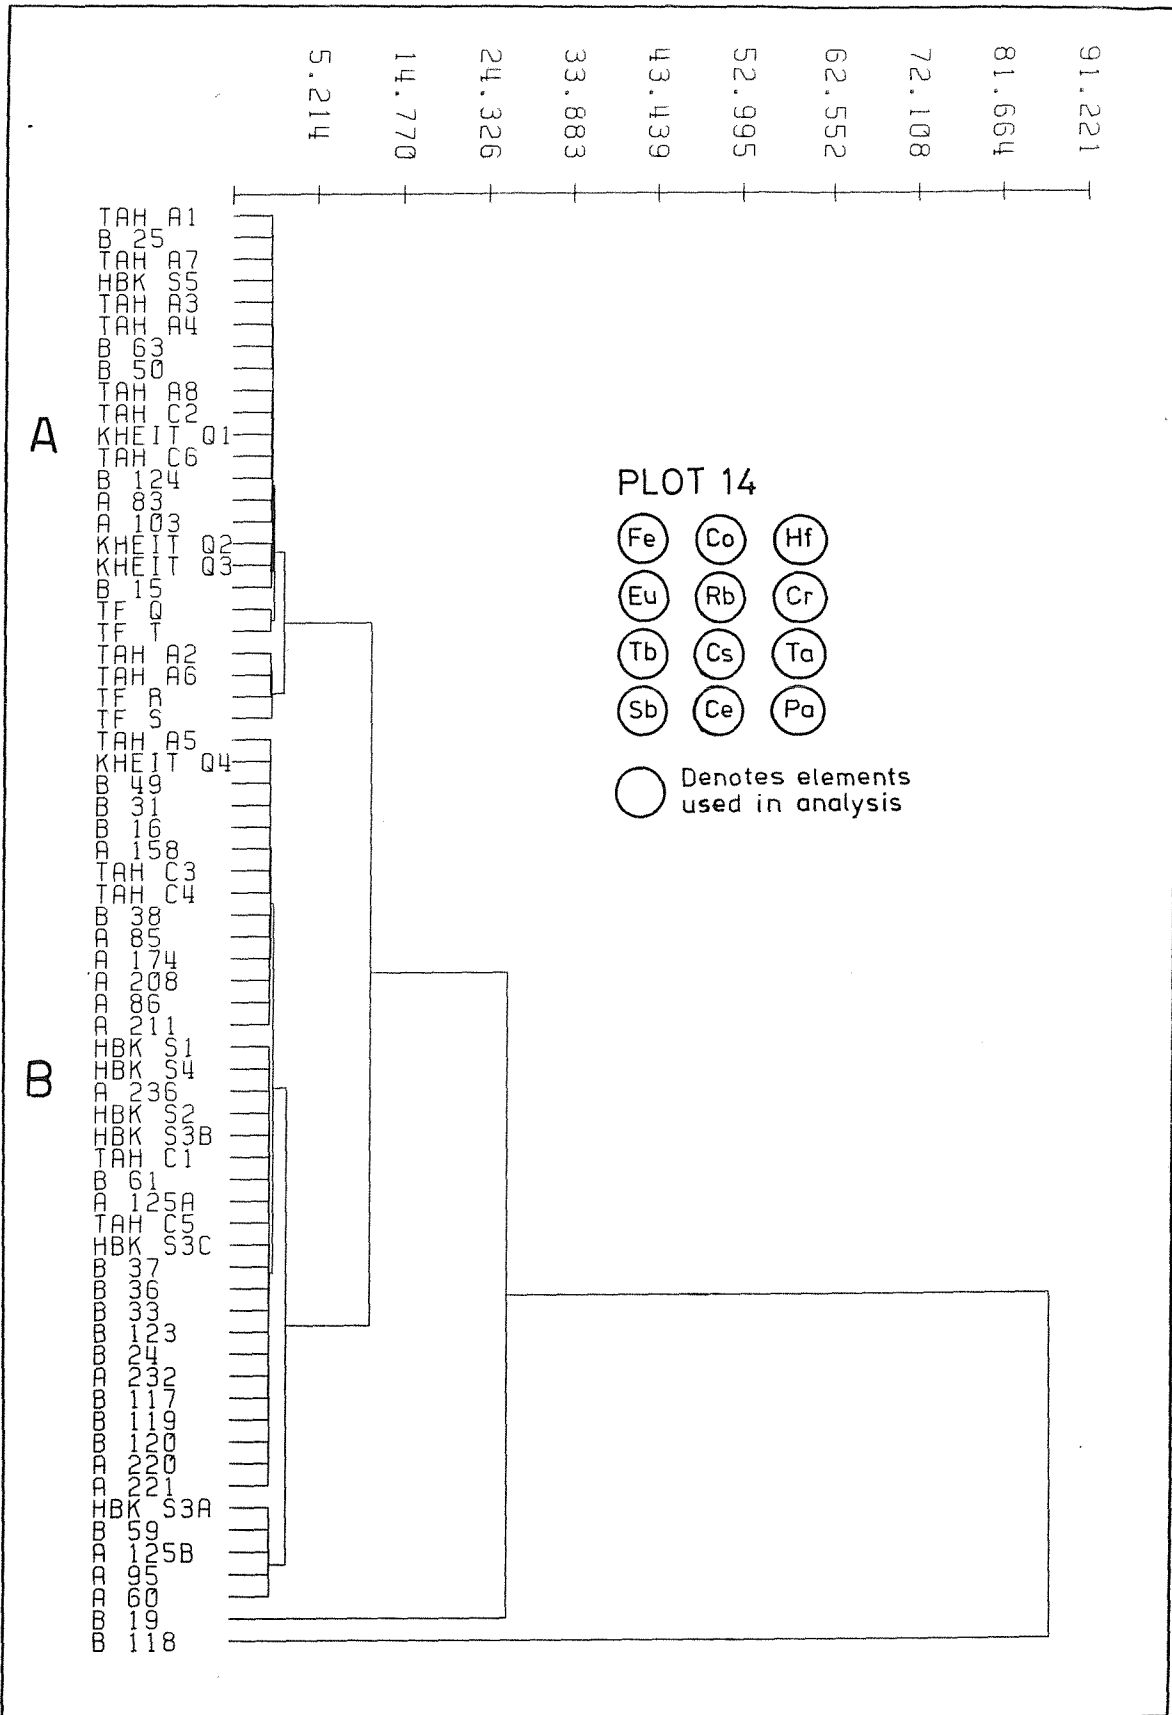 5.214
14.770
24.326
33.883
43.439
52.995
62.552
72.108
81.664
91.221
TAH A1
B 25
TAH A7
HBK S5
TAH A3
TAH A4
B 63
B 50
TAH A8
TAH C2
A
KHEIT Q1
TAH C6
B 124
A 83
A 103
KHEIT Q2
KHEIT Q3
B 15
TF Q
TF T
TAH A2
TAH A6
TF R
TF S
TAH A5
KHEIT Q4
B 49
B 31
B 16
A 158
TAH C3
TAH C4
B 38
A 85
A 174
A 208
A 86
A 211
HBK S1
HBK S4
B
A 236
HBK S2
HBK S3B
TAH C1
B 61
A 125A
TAH C5
HBK S3C
B 37
B 36
B 33
B 123
B 24
A 232
B 117
B 119
B 120
A 220
A 221
HBK S3A
B 59
A 125B
A 95
A 60
B 19
B 118
PLOT 14
Fe Co Hf
Eu Rb Cr
Tb Cs Ta
Sb Ce Pa
Denotes elements
used in analysis